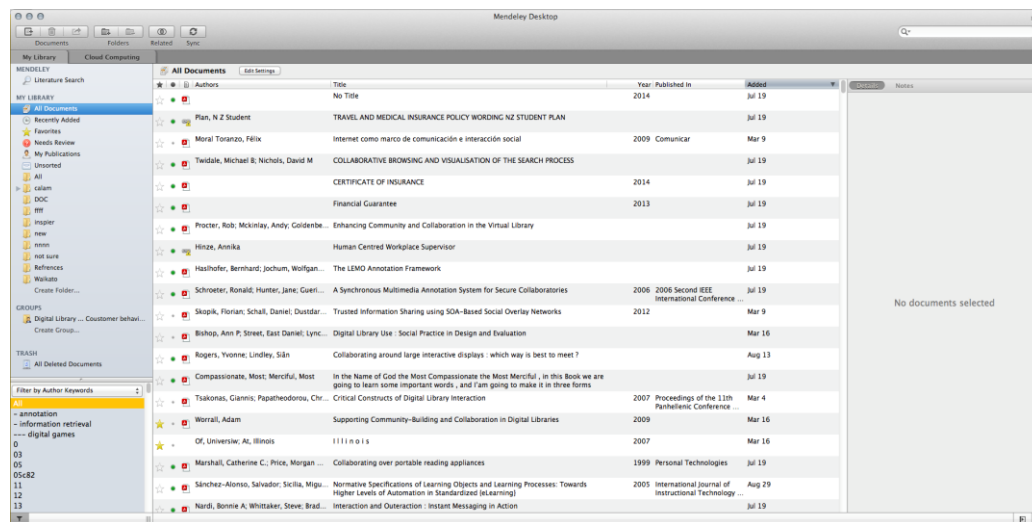 Mendeley Desktop
Documents Folders Related Sync
My Library Cloud Computing
MENDELEY
Literature Search
MY LIBRARY
All Documents
Recently Added
Favorites
Needs Review
My Publications
Unsorted
All
calam
DOC
ffff
inspier
new
nnnn
not sure
Refrences
Waikato
Create Folder...
GROUPS
Digital Library ... Coustomer behavi...
Create Group...
TRASH
All Deleted Documents
Filter by Author Keywords
All
- annotation
- information retrieval
--- digital games
0
03
05
05c82
11
12
13
All Documents Edit Settings
Authors Title Year Published In Added
No Title 2014 Jul 19
Plan, N Z Student TRAVEL AND MEDICAL INSURANCE POLICY WORDING NZ STUDENT PLAN Jul 19
Moral Toranzo, Félix Internet como marco de comunicación e interacción social 2009 Comunicar Mar 9
Twidale, Michael B; Nichols, David M COLLABORATIVE BROWSING AND VISUALISATION OF THE SEARCH PROCESS Jul 19
CERTIFICATE OF INSURANCE 2014 Jul 19
Financial Guarantee 2013 Jul 19
Procter, Rob; Mckinlay, Andy; Goldenbe... Enhancing Community and Collaboration in the Virtual Library Jul 19
Hinze, Annika Human Centred Workplace Supervisor Jul 19
Haslhofer, Bernhard; Jochum, Wolfgan... The LEMO Annotation Framework Jul 19
Schroeter, Ronald; Hunter, Jane; Gueri... A Synchronous Multimedia Annotation System for Secure Collaboratories 2006 2006 Second IEEE Jul 19
International Conference ...
Skopik, Florian; Schall, Daniel; Dustdar... Trusted Information Sharing using SOA-Based Social Overlay Networks 2012 Mar 9
Bishop, Ann P; Street, East Daniel; Lync... Digital Library Use : Social Practice in Design and Evaluation Mar 16
Rogers, Yvonne; Lindley, Siân Collaborating around large interactive displays : which way is best to meet ? Aug 13
Compassionate, Most; Merciful, Most In the Name of God the Most Compassionate the Most Merciful , in this Book we are Jul 19
going to learn some important words , and I'am going to make it in three forms
Tsakonas, Giannis; Papatheodorou, Chr... Critical Constructs of Digital Library Interaction 2007 Proceedings of the 11th Mar 4
Panhellenic Conference ...
Worrall, Adam Supporting Community-Building and Collaboration in Digital Libraries 2009 Mar 16
Of, Universiw; At, Illinois I l l i n o i s 2007 Mar 16
Marshall, Catherine C.; Price, Morgan ... Collaborating over portable reading appliances 1999 Personal Technologies Jul 19
Sánchez-Alonso, Salvador; Sicilia, Migu... Normative Specifications of Learning Objects and Learning Processes: Towards 2005 International Journal of Aug 29
Higher Levels of Automation in Standardized {eLearning} Instructional Technology ...
Nardi, Bonnie A; Whittaker, Steve; Brad... Interaction and Outeraction : Instant Messaging in Action Jul 19
Details Notes
No documents selected